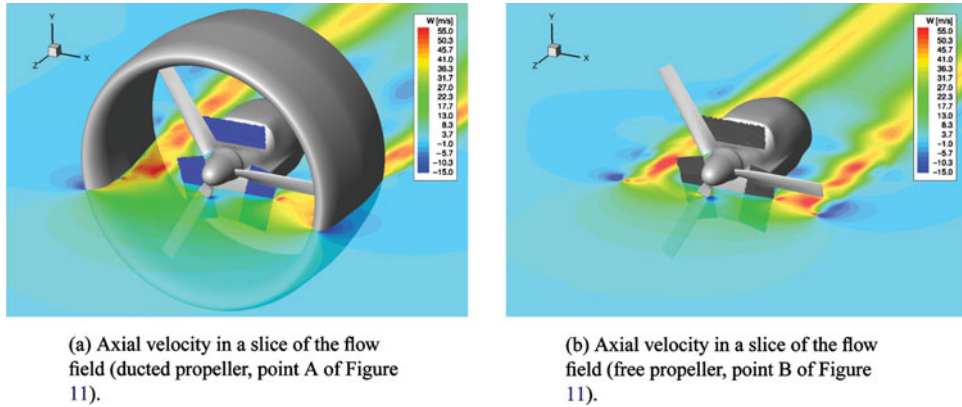 Y
X
Z
W [m/s]
55.0
50.3
45.7
41.0
36.3
31.7
27.0
22.3
17.7
13.0
8.3
3.7
-1.0
-5.7
-10.3
-15.0
Y
X
Z
W [m/s]
55.0
50.3
45.7
41.0
36.3
31.7
27.0
22.3
17.7
13.0
8.3
3.7
-1.0
-5.7
-10.3
-15.0
(a) Axial velocity in a slice of the flow
field (ducted propeller, point A of Figure
11).
(b) Axial velocity in a slice of the flow
field (free propeller, point B of Figure
11).